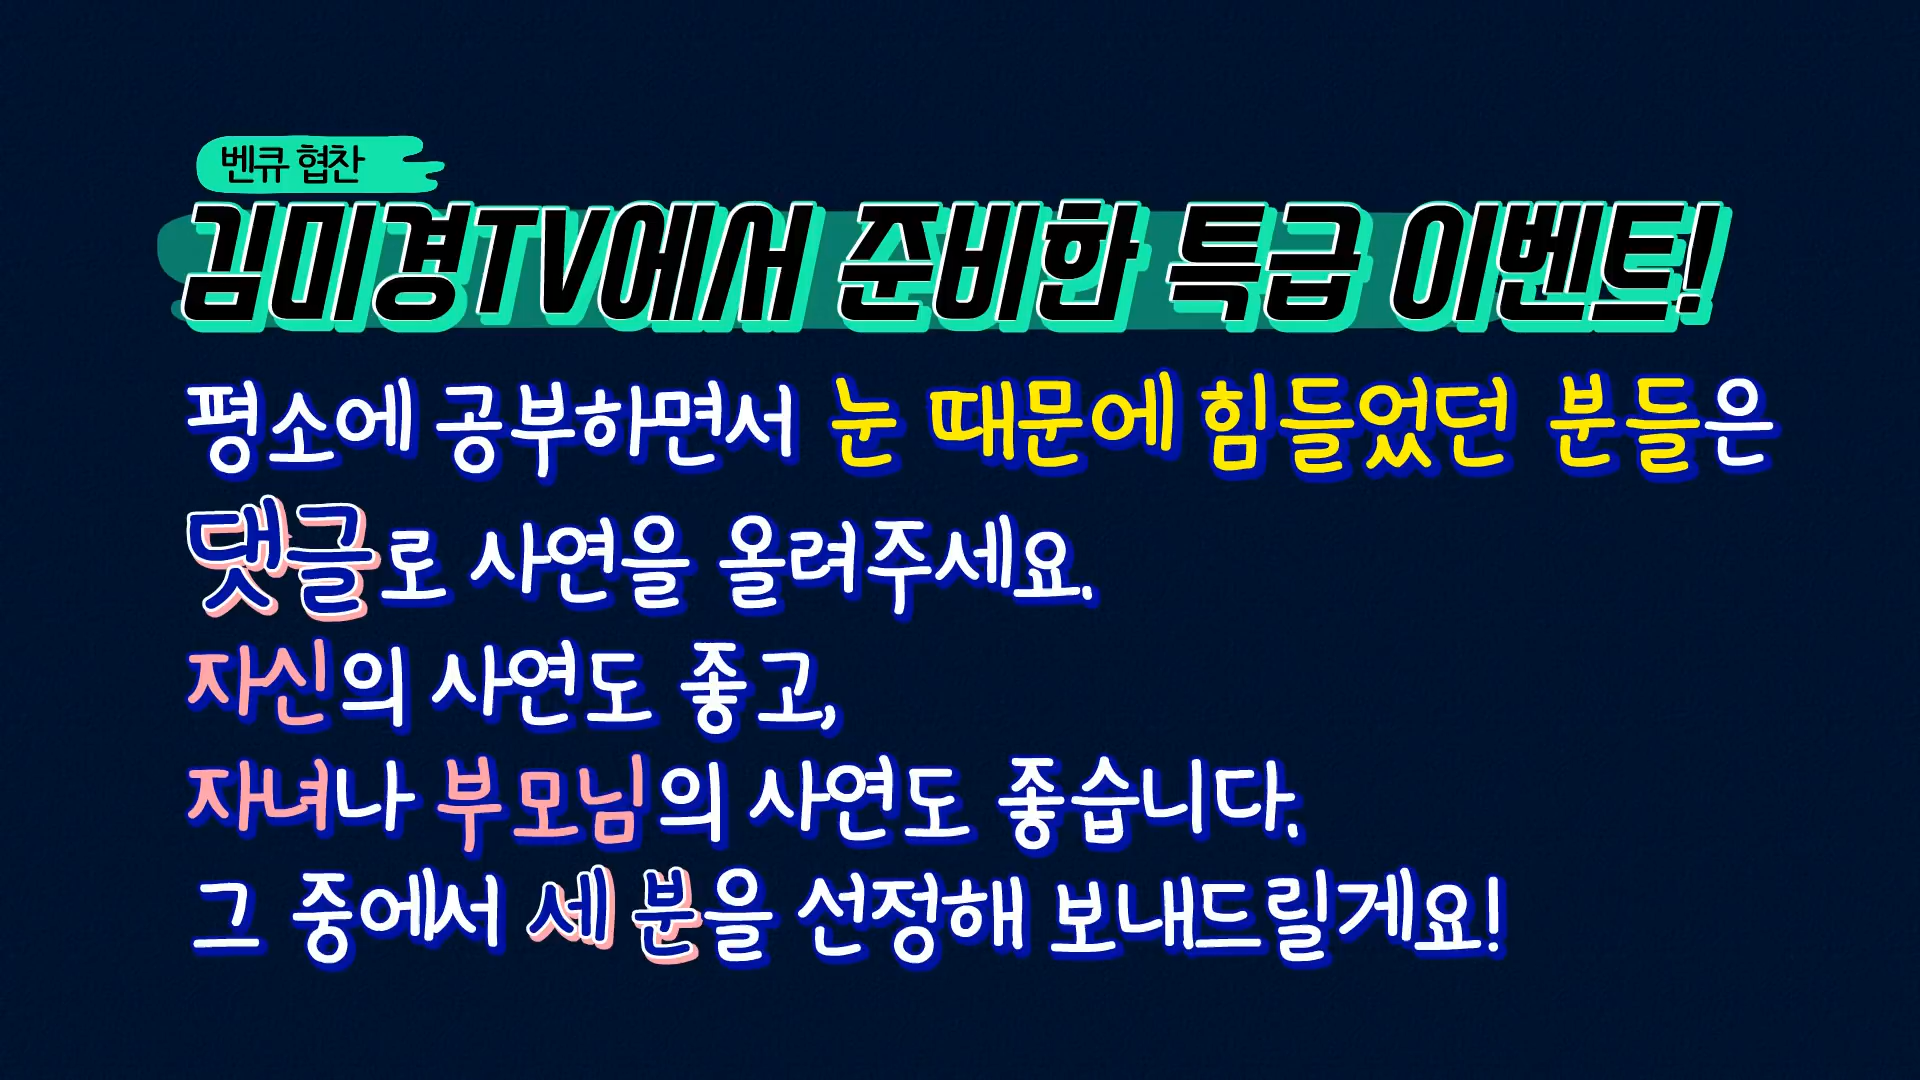 벤큐 협찬
김미경TV에서 준비한 특급 이벤트!
평소에 공부하면서 눈 때문에 힘들었던 분들은
댓글로 사연을 올려주세요.
자신의 사연도 좋고,
자녀나 부모님의 사연도 좋습니다.
그 중에서 세 분을 선정해 보내드릴게요!